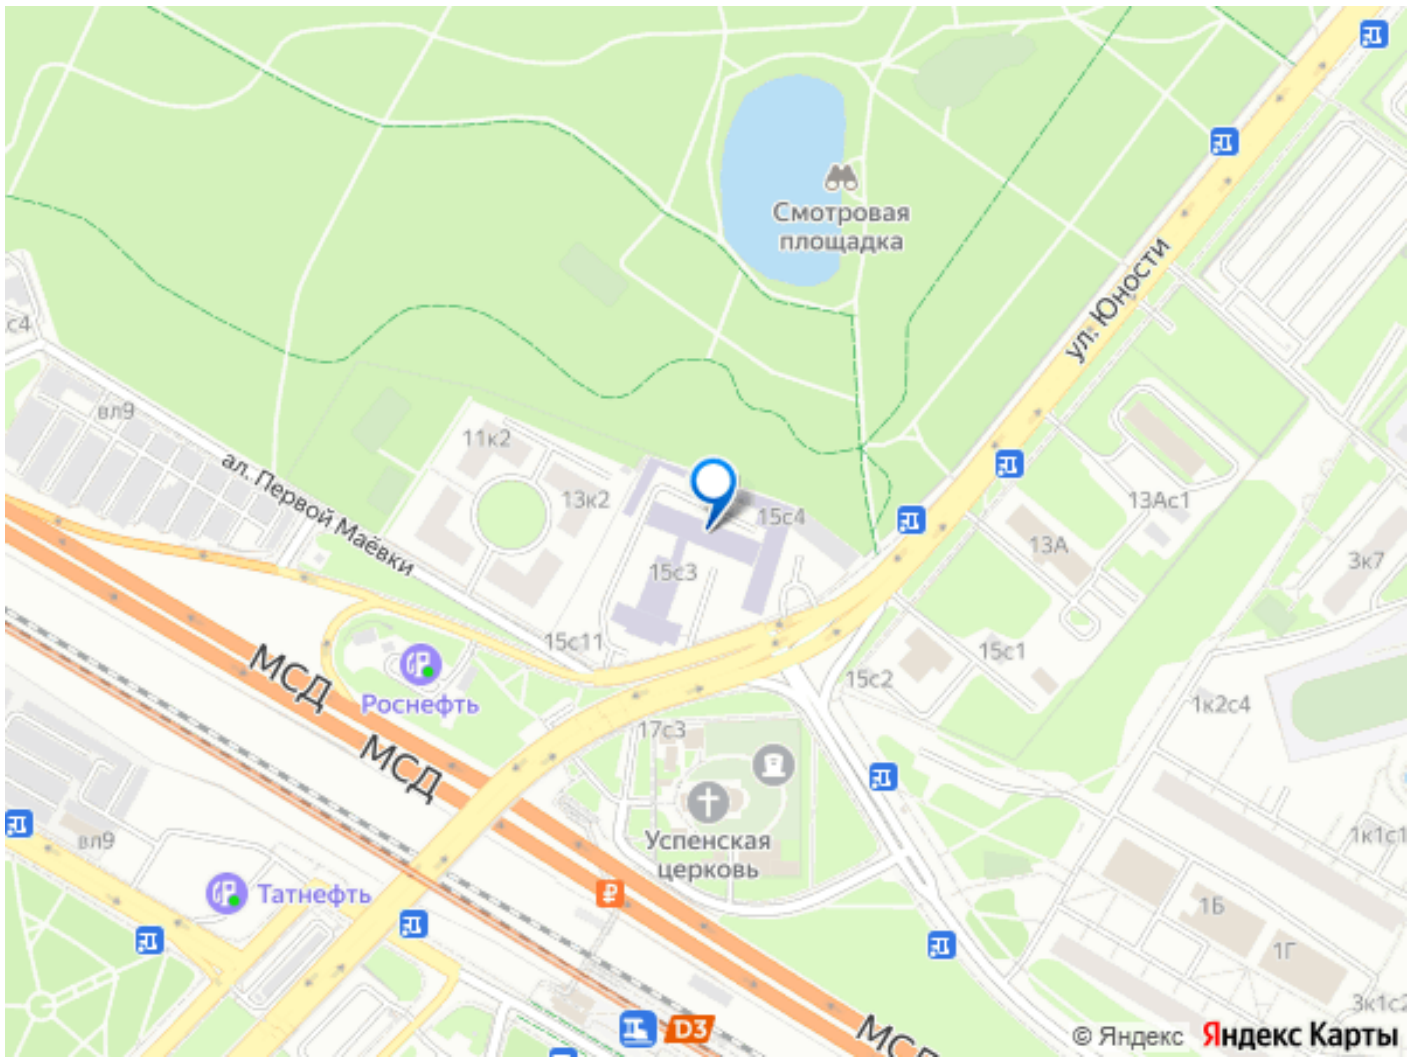 Смотровая
площадка
ул. Юности
с4
вл9
ал. Первой Маёвки
11к2
13к2
15с4
15с3
15с11
13Ас1
13А
3к7
15с1
15с2
1к2с4
МСД
Роснефть
МСД
17с3
Успенская
церковь
вл9
Татнефть
₽
1к1с1
1Б
1Г
3к1с2
D3
МСД
© Яндекс Яндекс Карты